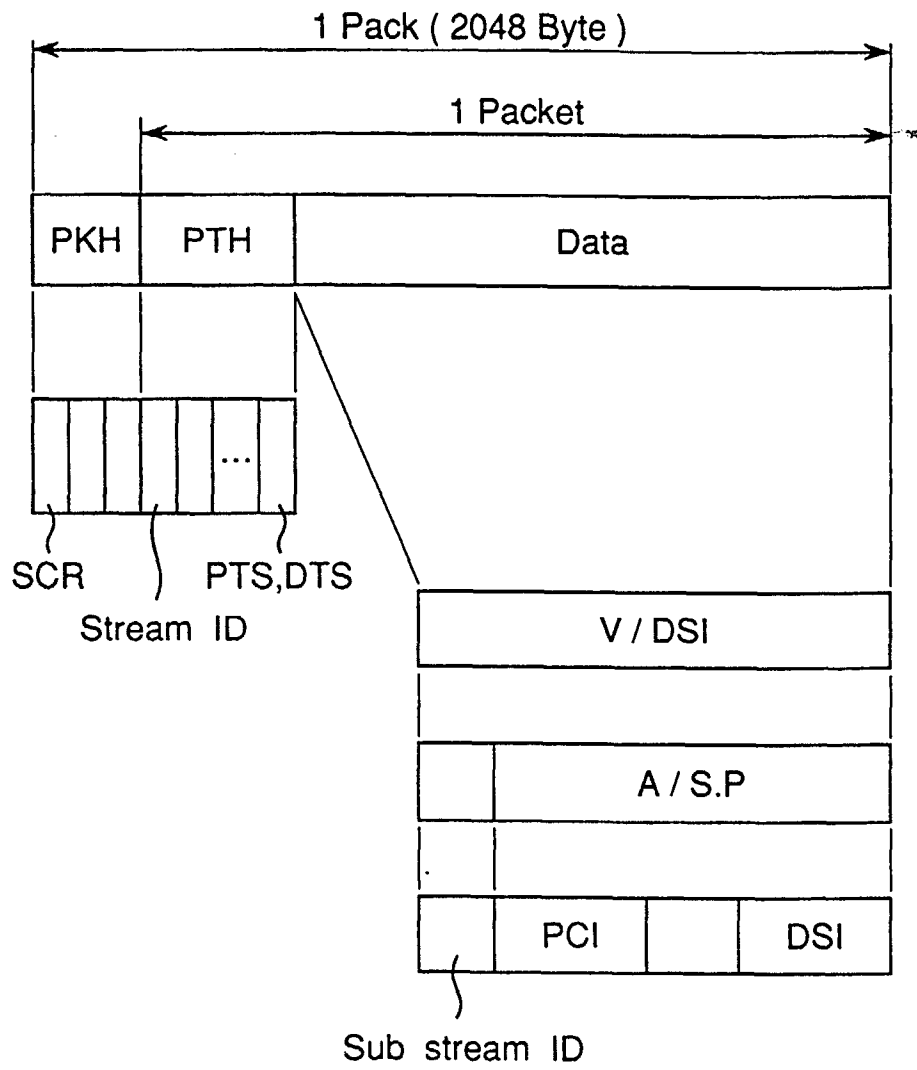 1 Pack ( 2048 Byte )
1 Packet
PKH PTH Data
...
SCR PTS,DTS
Stream ID
V / DSI
A / S.P
PCI DSI
Sub stream ID